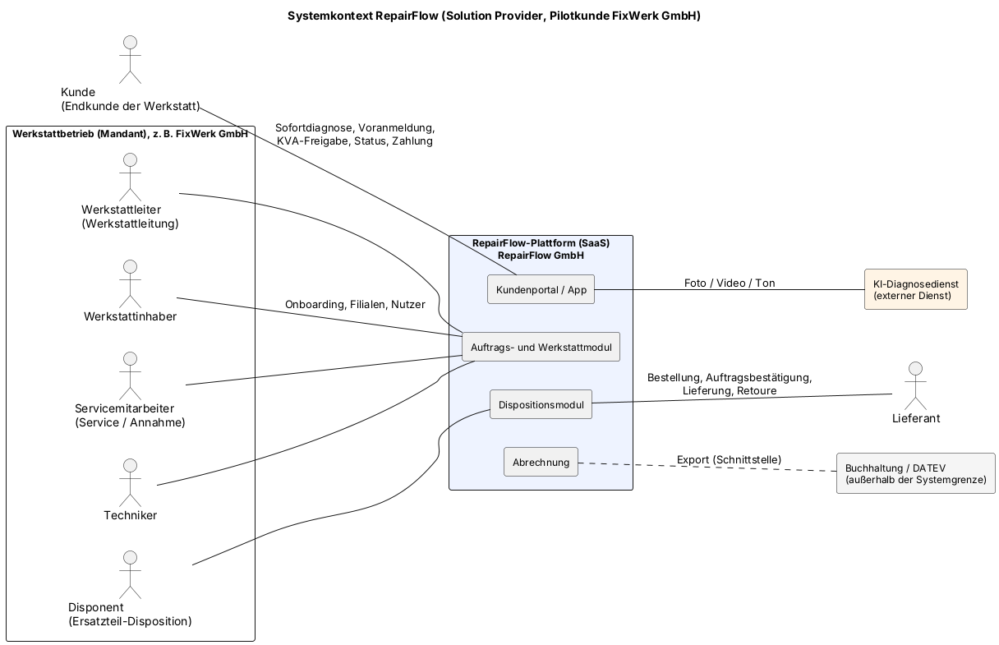 Systemkontext RepairFlow (Solution Provider, Pilotkunde FixWerk GmbH)
Kunde
(Endkunde der Werkstatt)
Werkstattbetrieb (Mandant), z. B. FixWerk GmbH
Werkstattleiter
(Werkstattleitung)
Werkstattinhaber
Servicemitarbeiter
(Service / Annahme)
Techniker
Disponent
(Ersatzteil-Disposition)
Sofortdiagnose, Voranmeldung,
KVA-Freigabe, Status, Zahlung
Onboarding, Filialen, Nutzer
RepairFlow-Plattform (SaaS)
RepairFlow GmbH
Kundenportal / App
Auftrags- und Werkstattmodul
Dispositionsmodul
Abrechnung
Foto / Video / Ton
Bestellung, Auftragsbestätigung,
Lieferung, Retoure
Export (Schnittstelle)
KI-Diagnosedienst
(externer Dienst)
Lieferant
Buchhaltung / DATEV
(außerhalb der Systemgrenze)